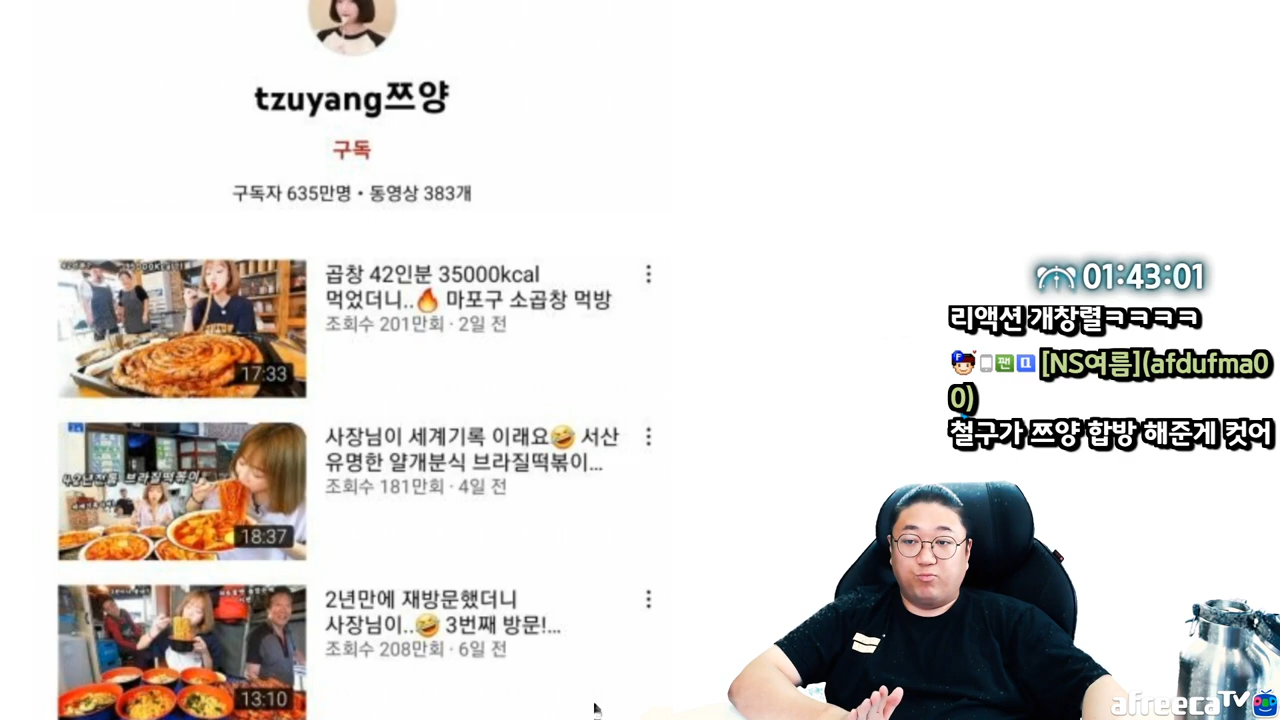 tzuyang쯔양
구독
구독자 635만명 • 동영상 383개
곱창 42인분 35000kcal
먹었더니..🔥 마포구 소곱창 먹방
조회수 201만회 · 2일 전
17:33
사장님이 세계기록 이래요🤣 서산
유명한 얄개분식 브라질떡볶이...
조회수 181만회 · 4일 전
브라질떡볶이
18:37
2년만에 재방문했더니
사장님이..🤣 3번째 방문!...
조회수 208만회 · 6일 전
13:10
01:43:01
리액션 개창렬ㅋㅋㅋㅋ
F 팬 n [NS여름](afdufma0
0)
철구가 쯔양 합방 해준게 컷어
afreecaTV